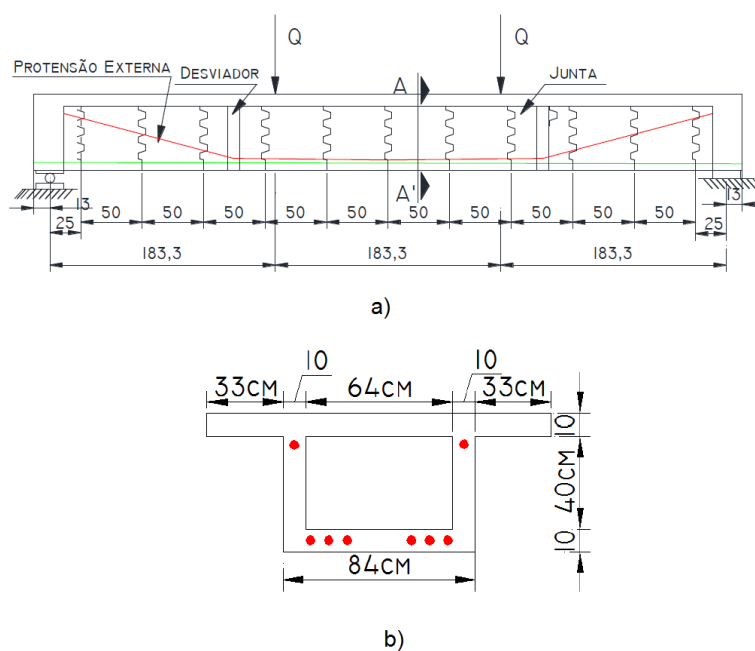 Q Q
PROTENSÃO EXTERNA DESVIADOR A JUNTA
A'
13 50 50 50 50 50 50 50 50 50 50 13
25 25
183,3 183,3 183,3
a)
10 10
33CM 64CM 33CM
10
40CM
10
84CM
b)